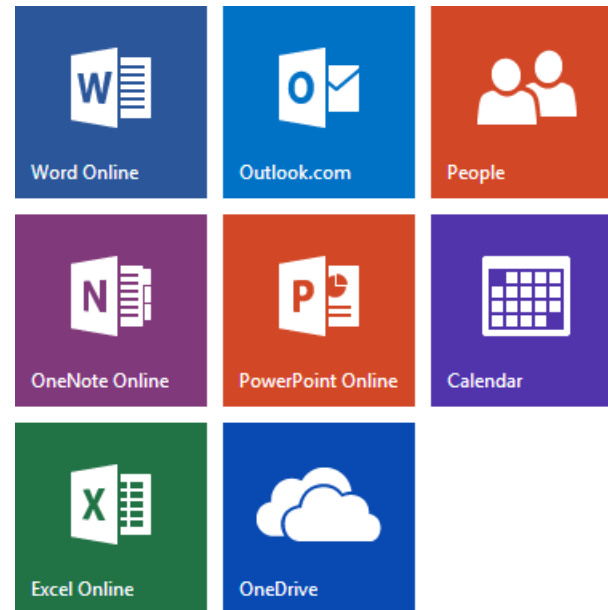 W
Word Online
O
Outlook.com
People
N
OneNote Online
P
PowerPoint Online
Calendar
X
Excel Online
OneDrive